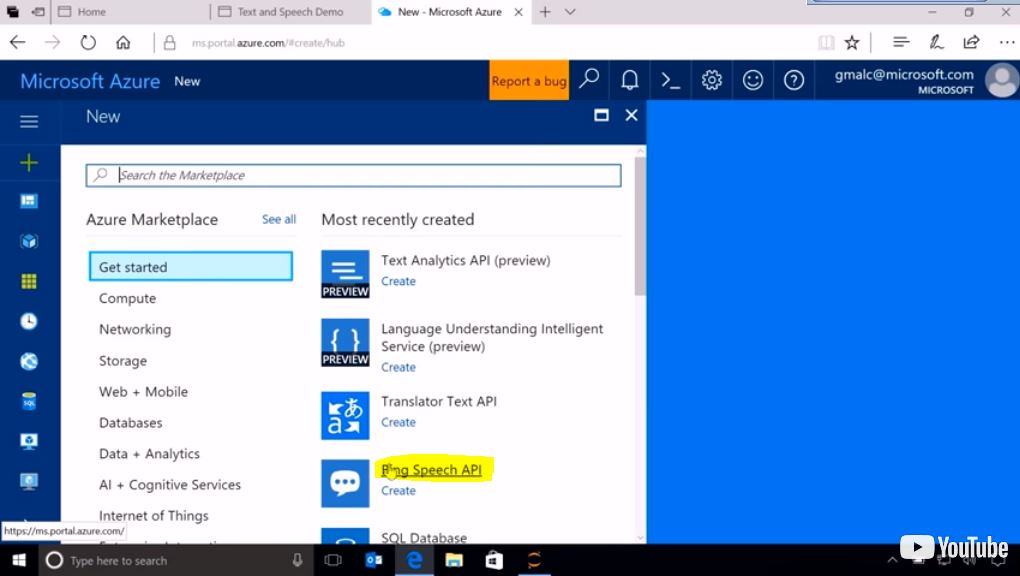 Home
Text and Speech Demo
New - Microsoft Azure
ms.portal.azure.com/#create/hub
Microsoft Azure New
Report a bug
gmalc@microsoft.com
MICROSOFT
New
Search the Marketplace
Azure Marketplace
See all
Get started
Compute
Networking
Storage
Web + Mobile
Databases
Data + Analytics
AI + Cognitive Services
Internet of Things
Most recently created
PREVIEW
Text Analytics API (preview)
Create
PREVIEW
Language Understanding Intelligent
Service (preview)
Create
Translator Text API
Create
Bing Speech API
Create
SQL Database
SQL
https://ms.portal.azure.com/
Type here to search
YouTube